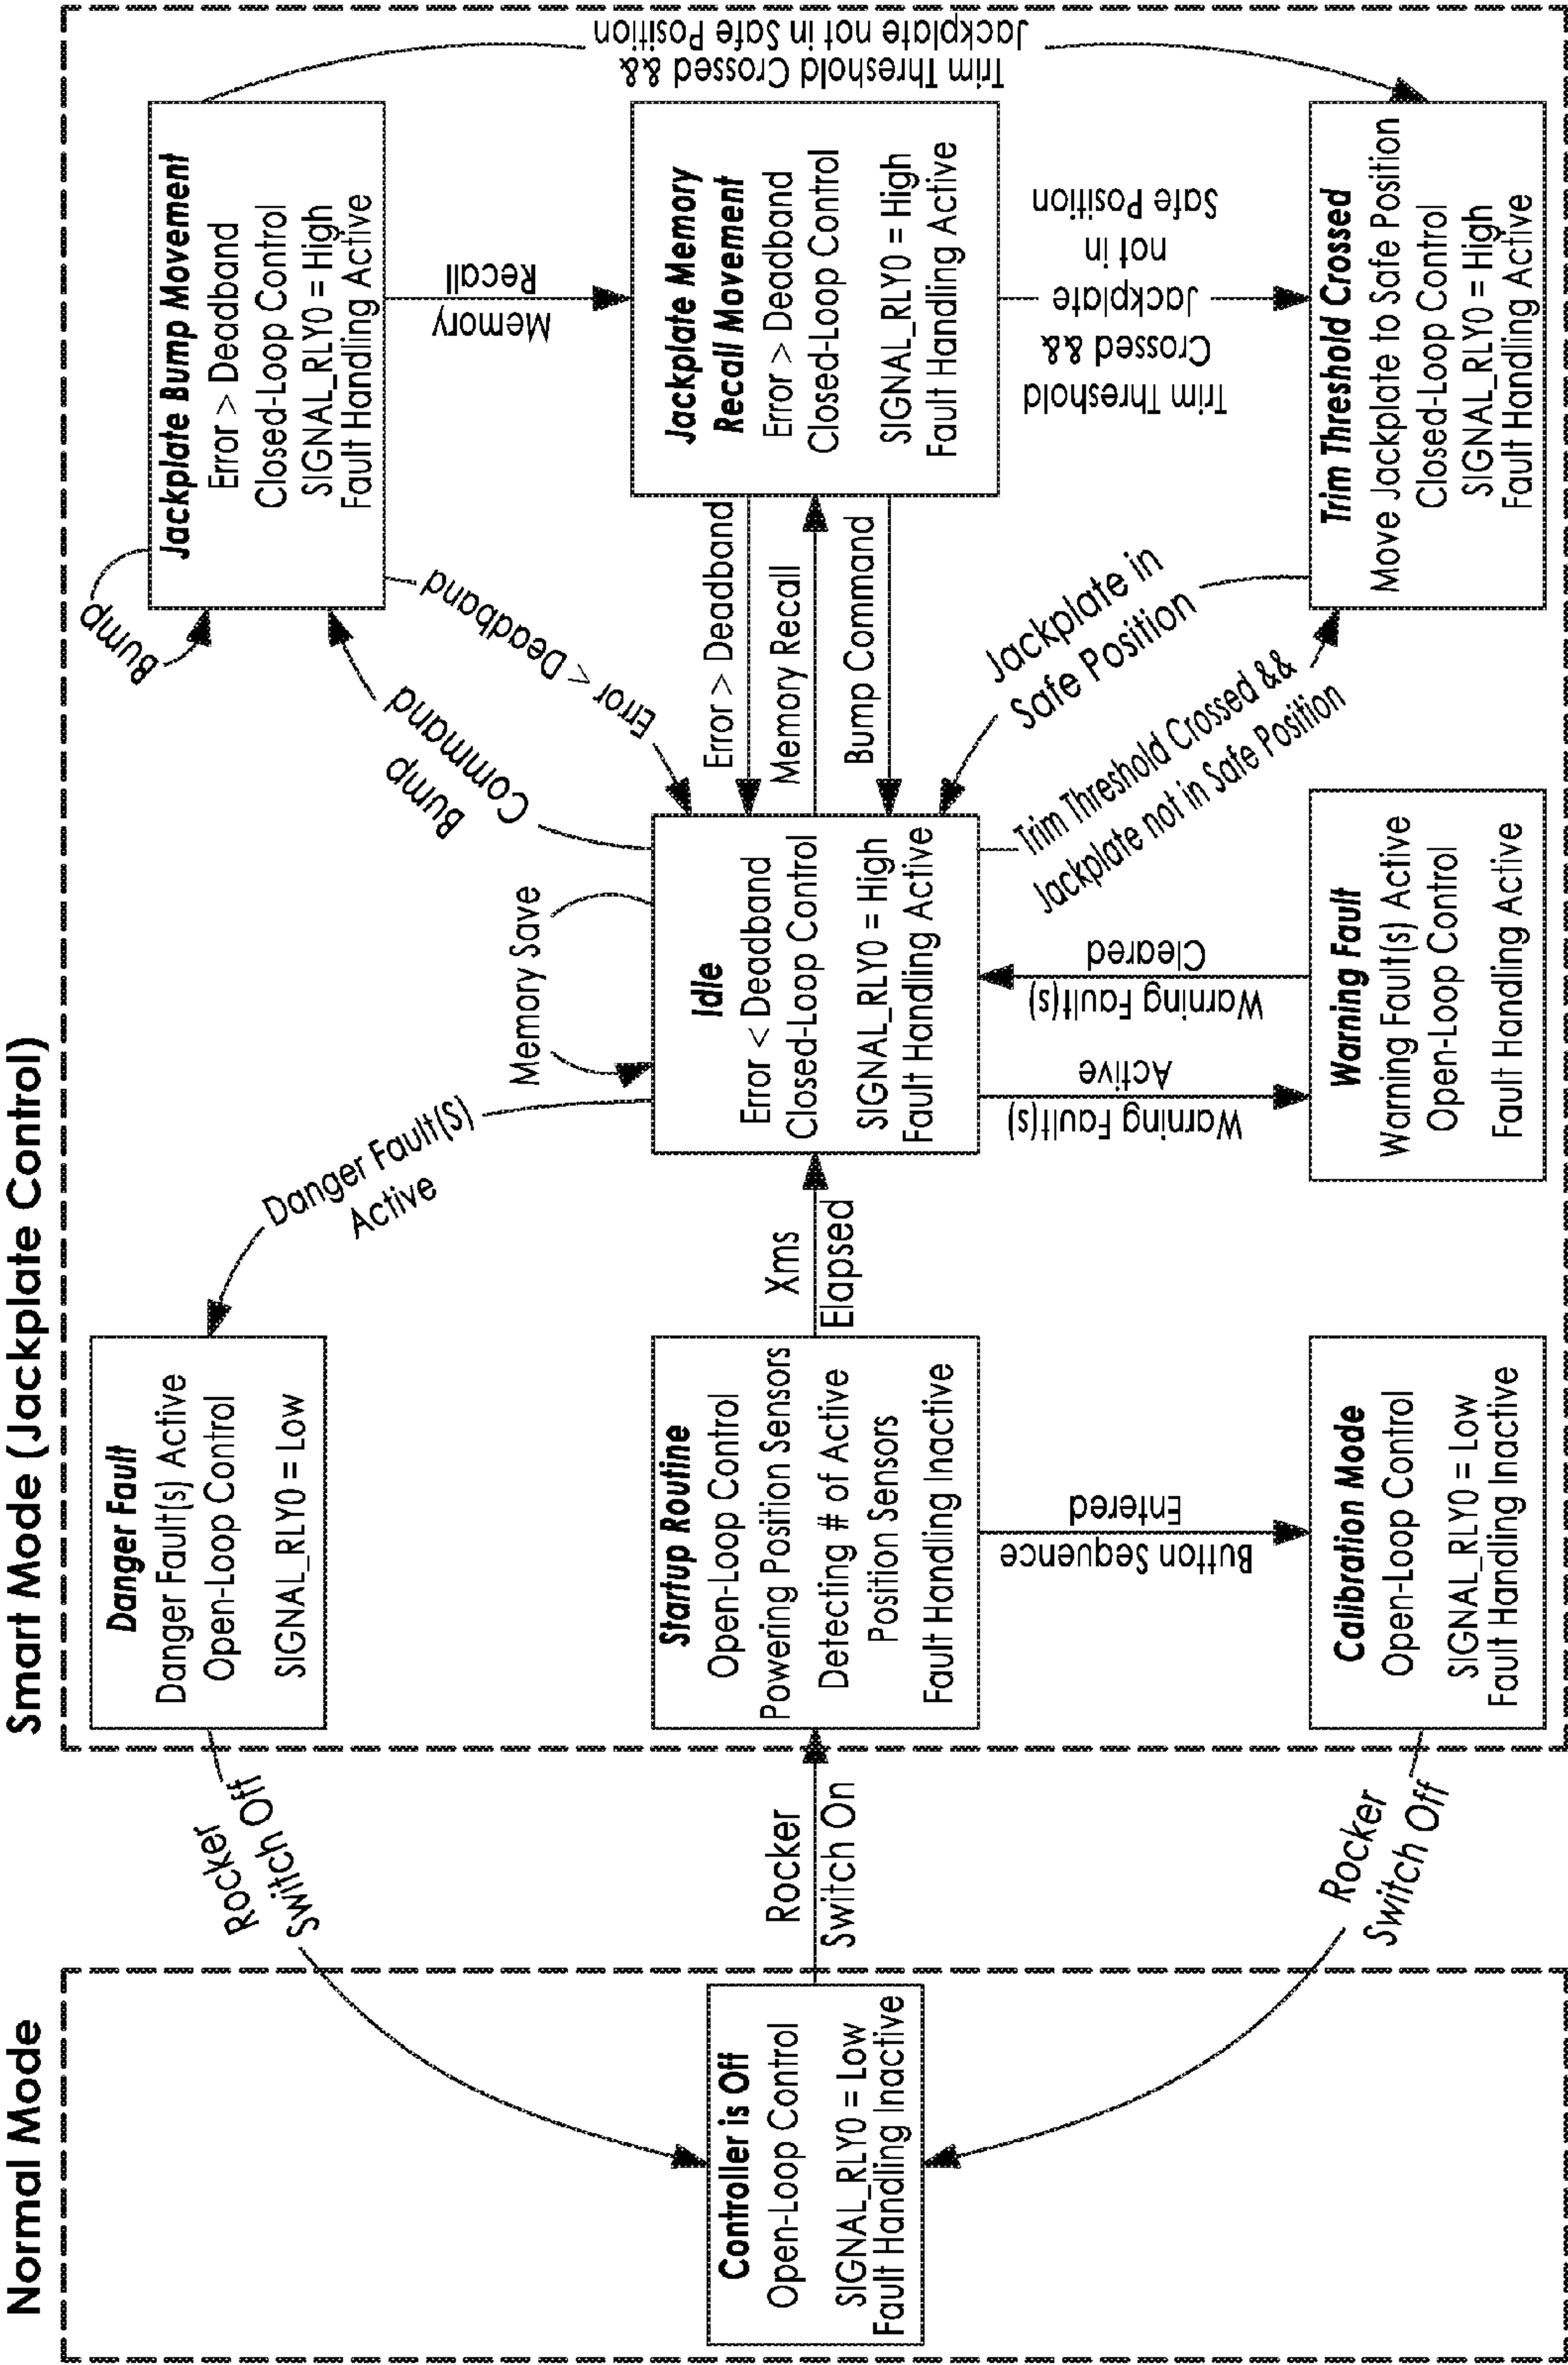 Normal Mode
Controller is Off
Open-Loop Control
SIGNAL_RLY0 = Low
Fault Handling Inactive
Rocker
Switch Off
Rocker
Switch On
Rocker
Switch Off
Smart Mode (Jackplate Control)
Danger Fault
Danger Fault(s) Active
Open-Loop Control
SIGNAL_RLY0 = Low
Startup Routine
Open-Loop Control
Powering Position Sensors
Detecting # of Active
Position Sensors
Fault Handling Inactive
Button Sequence
Entered
Calibration Mode
Open-Loop Control
SIGNAL_RLY0 = Low
Fault Handling Inactive
Danger Fault(S)
Active
Xms
Elapsed
Memory Save
Idle
Error < Deadband
Closed-Loop Control
SIGNAL_RLY0 = High
Fault Handling Active
Warning Fault(s)
Active
Warning Fault(s)
Cleared
Warning Fault
Warning Fault(s) Active
Open-Loop Control
Fault Handling Active
Bump
Command
Error < Deadband
Error > Deadband
Memory Recall
Bump Command
Jackplate in
Safe Position
Trim Threshold Crossed &&
Jackplate not in Safe Position
Bump
Jackplate Bump Movement
Error > Deadband
Closed-Loop Control
SIGNAL_RLY0 = High
Fault Handling Active
Memory
Recall
Jackplate Memory
Recall Movement
Error > Deadband
Closed-Loop Control
SIGNAL_RLY0 = High
Fault Handling Active
Trim Threshold
Crossed &&
Jackplate
not in
Safe Position
Trim Threshold Crossed
Move Jackplate to Safe Position
Closed-Loop Control
SIGNAL_RLY0 = High
Fault Handling Active
Trim Threshold Crossed &&
Jackplate not in Safe Position